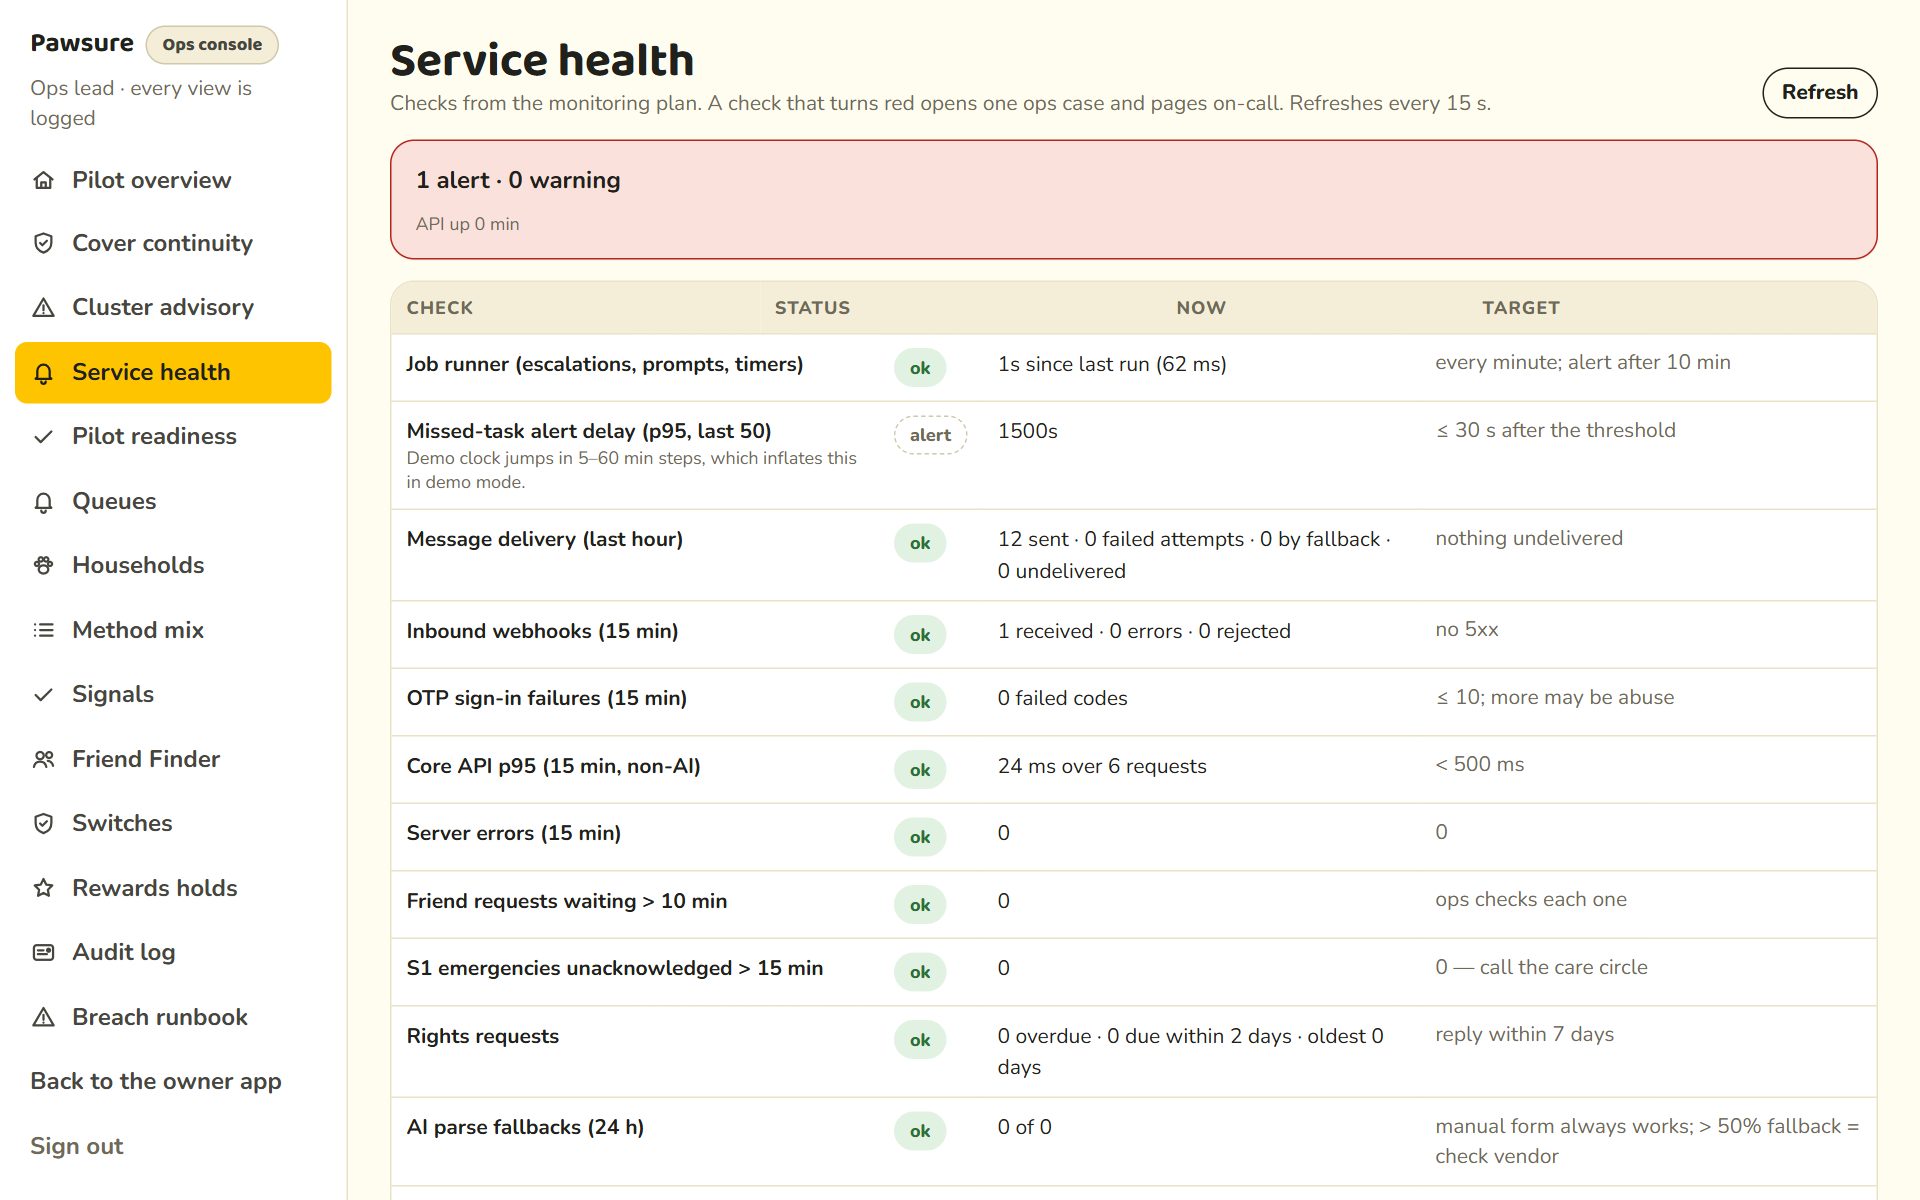 Pawsure
Ops console
Ops lead · every view is
logged
Pilot overview
Cover continuity
Cluster advisory
Service health
Pilot readiness
Queues
Households
Method mix
Signals
Friend Finder
Switches
Rewards holds
Audit log
Breach runbook
Back to the owner app
Sign out
Service health
Checks from the monitoring plan. A check that turns red opens one ops case and pages on-call. Refreshes every 15 s.
Refresh
1 alert · 0 warning
API up 0 min
CHECK STATUS NOW TARGET
Job runner (escalations, prompts, timers) ok 1s since last run (62 ms) every minute; alert after 10 min
Missed-task alert delay (p95, last 50) alert 1500s ≤ 30 s after the threshold
Demo clock jumps in 5–60 min steps, which inflates this
in demo mode.
Message delivery (last hour) ok 12 sent · 0 failed attempts · 0 by fallback · nothing undelivered
0 undelivered
Inbound webhooks (15 min) ok 1 received · 0 errors · 0 rejected no 5xx
OTP sign-in failures (15 min) ok 0 failed codes ≤ 10; more may be abuse
Core API p95 (15 min, non-AI) ok 24 ms over 6 requests < 500 ms
Server errors (15 min) ok 0 0
Friend requests waiting > 10 min ok 0 ops checks each one
S1 emergencies unacknowledged > 15 min ok 0 0 — call the care circle
Rights requests ok 0 overdue · 0 due within 2 days · oldest 0 reply within 7 days
days
AI parse fallbacks (24 h) ok 0 of 0 manual form always works; > 50% fallback =
check vendor